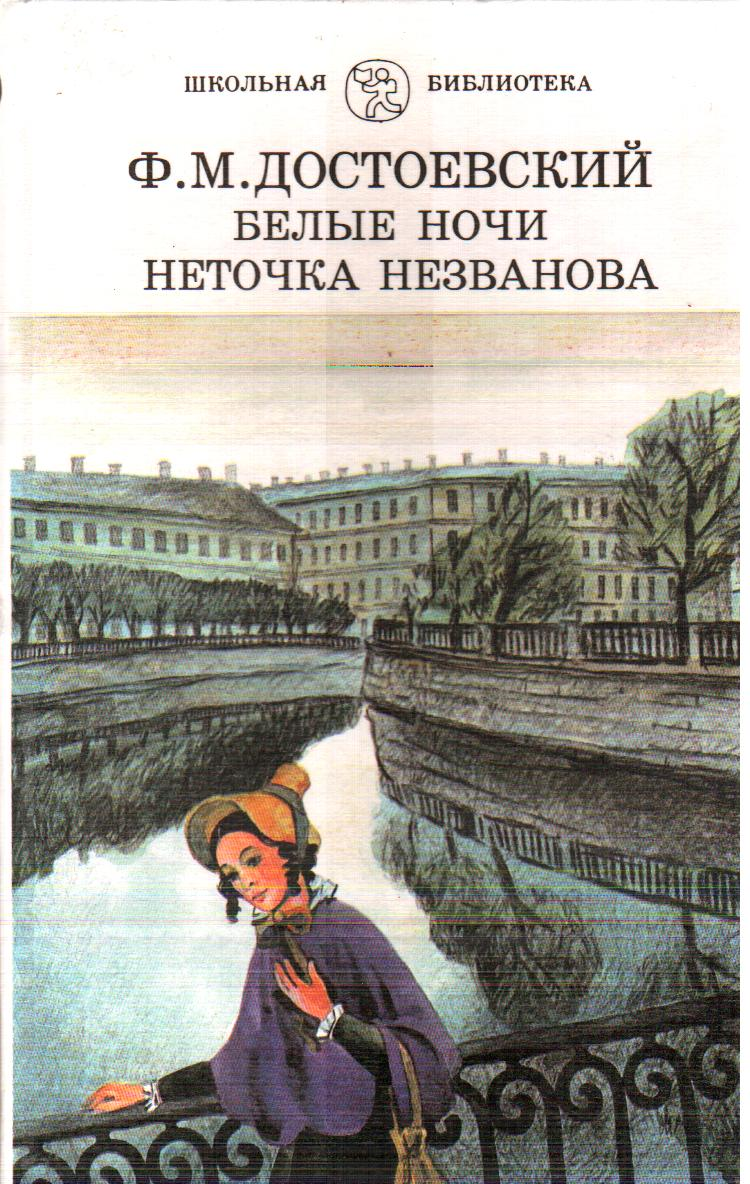 ШКОЛЬНАЯ БИБЛИОТЕКА
Ф.М.ДОСТОЕВСКИЙ
БЕЛЫЕ НОЧИ
НЕТОЧКА НЕЗВАНОВА